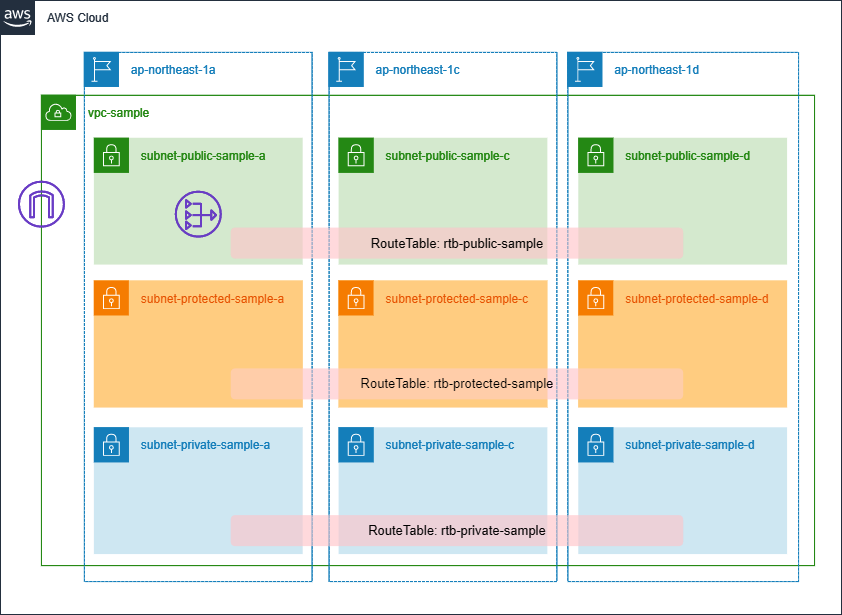 aws
AWS Cloud
ap-northeast-1a
ap-northeast-1c
ap-northeast-1d
vpc-sample
subnet-public-sample-a
subnet-public-sample-c
subnet-public-sample-d
RouteTable: rtb-public-sample
subnet-protected-sample-a
subnet-protected-sample-c
subnet-protected-sample-d
RouteTable: rtb-protected-sample
subnet-private-sample-a
subnet-private-sample-c
subnet-private-sample-d
RouteTable: rtb-private-sample